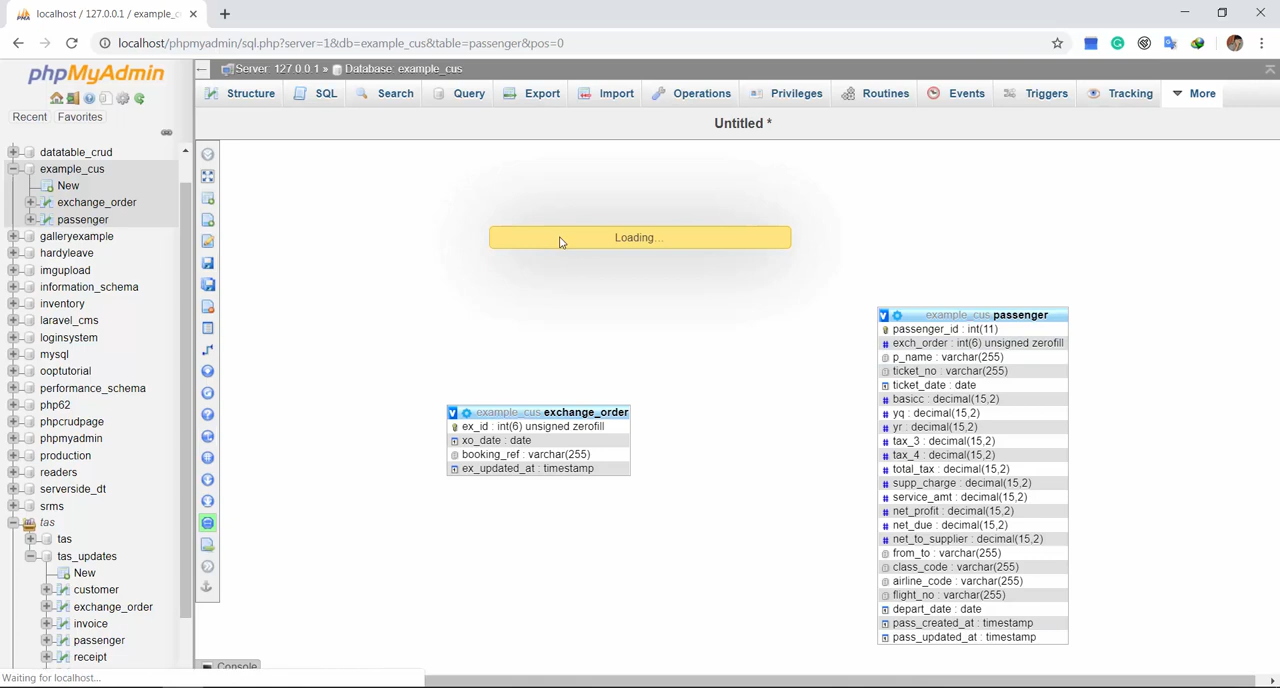 localhost / 127.0.0.1 / example_c
localhost/phpmyadmin/sql.php?server=1&db=example_cus&table=passenger&pos=0
phpMyAdmin
Recent Favorites
datatable_crud
example_cus
New
exchange_order
passenger
galleryexample
hardyleave
imgupload
information_schema
inventory
laravel_cms
loginsystem
mysql
ooptutorial
performance_schema
php62
phpcrudpage
phpmyadmin
production
readers
serverside_dt
srms
tas
tas
tas_updates
New
customer
exchange_order
invoice
passenger
receipt
Waiting for localhost...
Server: 127.0.0.1 » Database: example_cus
Structure SQL Search Query Export Import Operations Privileges Routines Events Triggers Tracking More
Untitled *
Loading...
example_cus exchange_order
ex_id : int(6) unsigned zerofill
xo_date : date
booking_ref : varchar(255)
ex_updated_at : timestamp
example_cus passenger
passenger_id : int(11)
exch_order : int(6) unsigned zerofill
p_name : varchar(255)
ticket_no : varchar(255)
ticket_date : date
basicc : decimal(15,2)
yq : decimal(15,2)
yr : decimal(15,2)
tax_3 : decimal(15,2)
tax_4 : decimal(15,2)
total_tax : decimal(15,2)
supp_charge : decimal(15,2)
service_amt : decimal(15,2)
net_profit : decimal(15,2)
net_due : decimal(15,2)
net_to_supplier : decimal(15,2)
from_to : varchar(255)
class_code : varchar(255)
airline_code : varchar(255)
flight_no : varchar(255)
depart_date : date
pass_created_at : timestamp
pass_updated_at : timestamp
Console